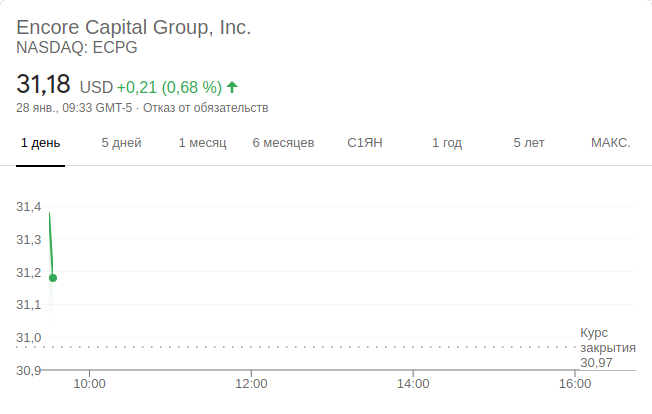 Encore Capital Group, Inc.
NASDAQ: ECPG
31,18 USD +0,21 (0,68 %)
28 янв., 09:33 GMT-5 · Отказ от обязательств
1 день 5 дней 1 месяц 6 месяцев С1ЯН 1 год 5 лет МАКС.
31,4
31,3
31,2
31,1
31,0
Курс
закрытия
30,97
30,9
10:00 12:00 14:00 16:00